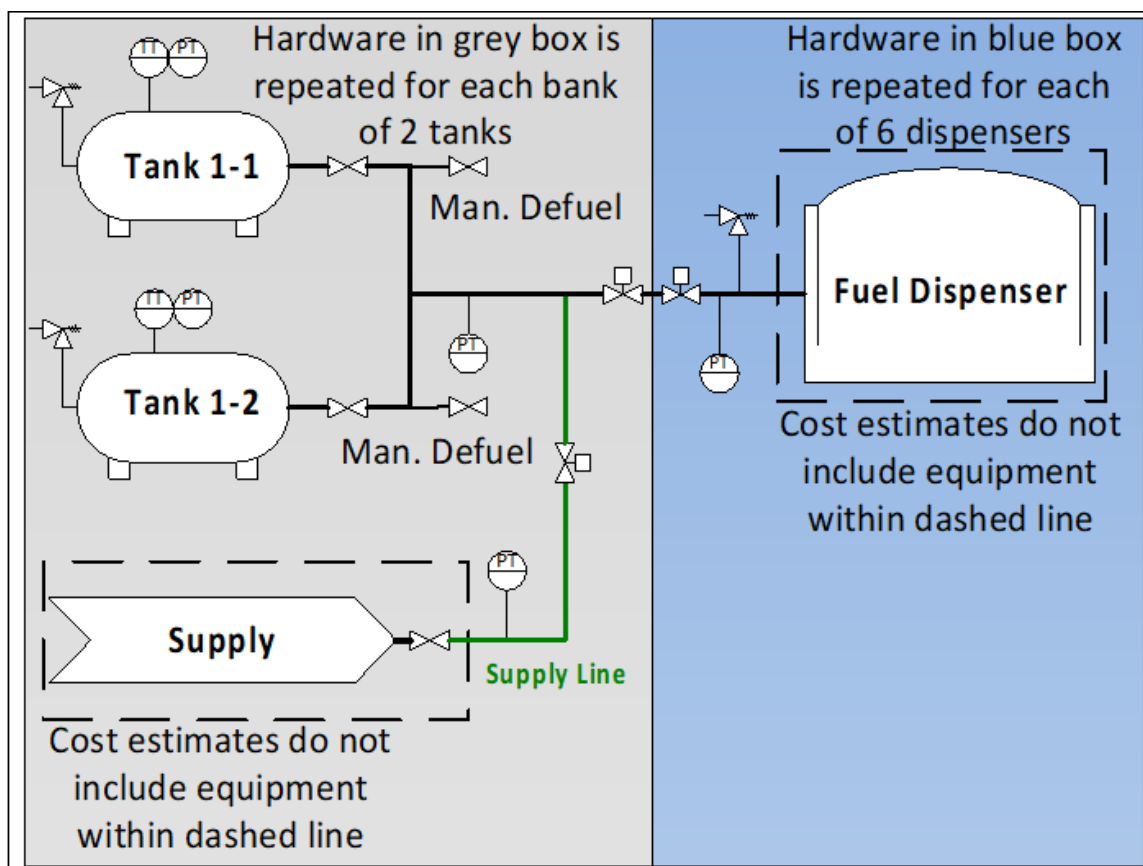 Hardware in grey box is
repeated for each bank
of 2 tanks
Hardware in blue box
is repeated for each
of 6 dispensers
TT PT
Tank 1-1
Man. Defuel
TT PT
Tank 1-2
PT
Man. Defuel
PT
Fuel Dispenser
Cost estimates do not
include equipment
within dashed line
PT
Supply
Supply Line
Cost estimates do not
include equipment
within dashed line